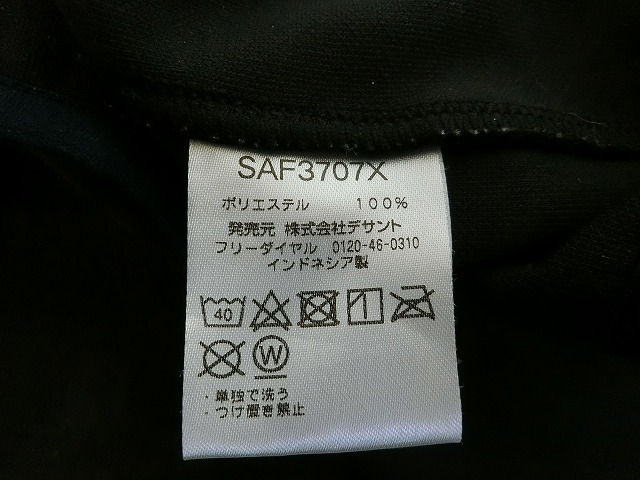 SAF3707X
ポリエステル 100%
発売元 株式会社デサント
フリーダイヤル 0120-46-0310
インドネシア製
40
W
・単独で洗う
・つけ置き禁止